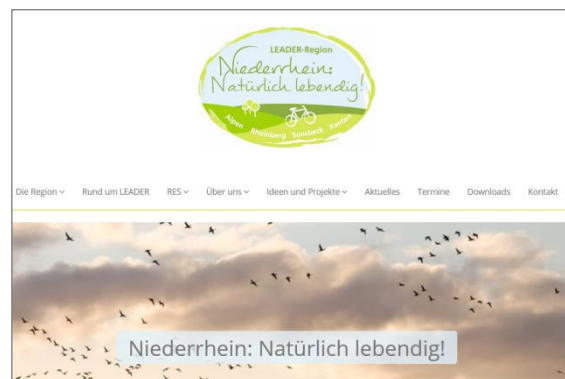 LEADER-Region
Niederrhein:
Natürlich lebendig!
Alpen Rheinberg Sonsbeck Xanten
Die Region Rund um LEADER RES Über uns Ideen und Projekte Aktuelles Termine Downloads Kontakt
Niederrhein: Natürlich lebendig!